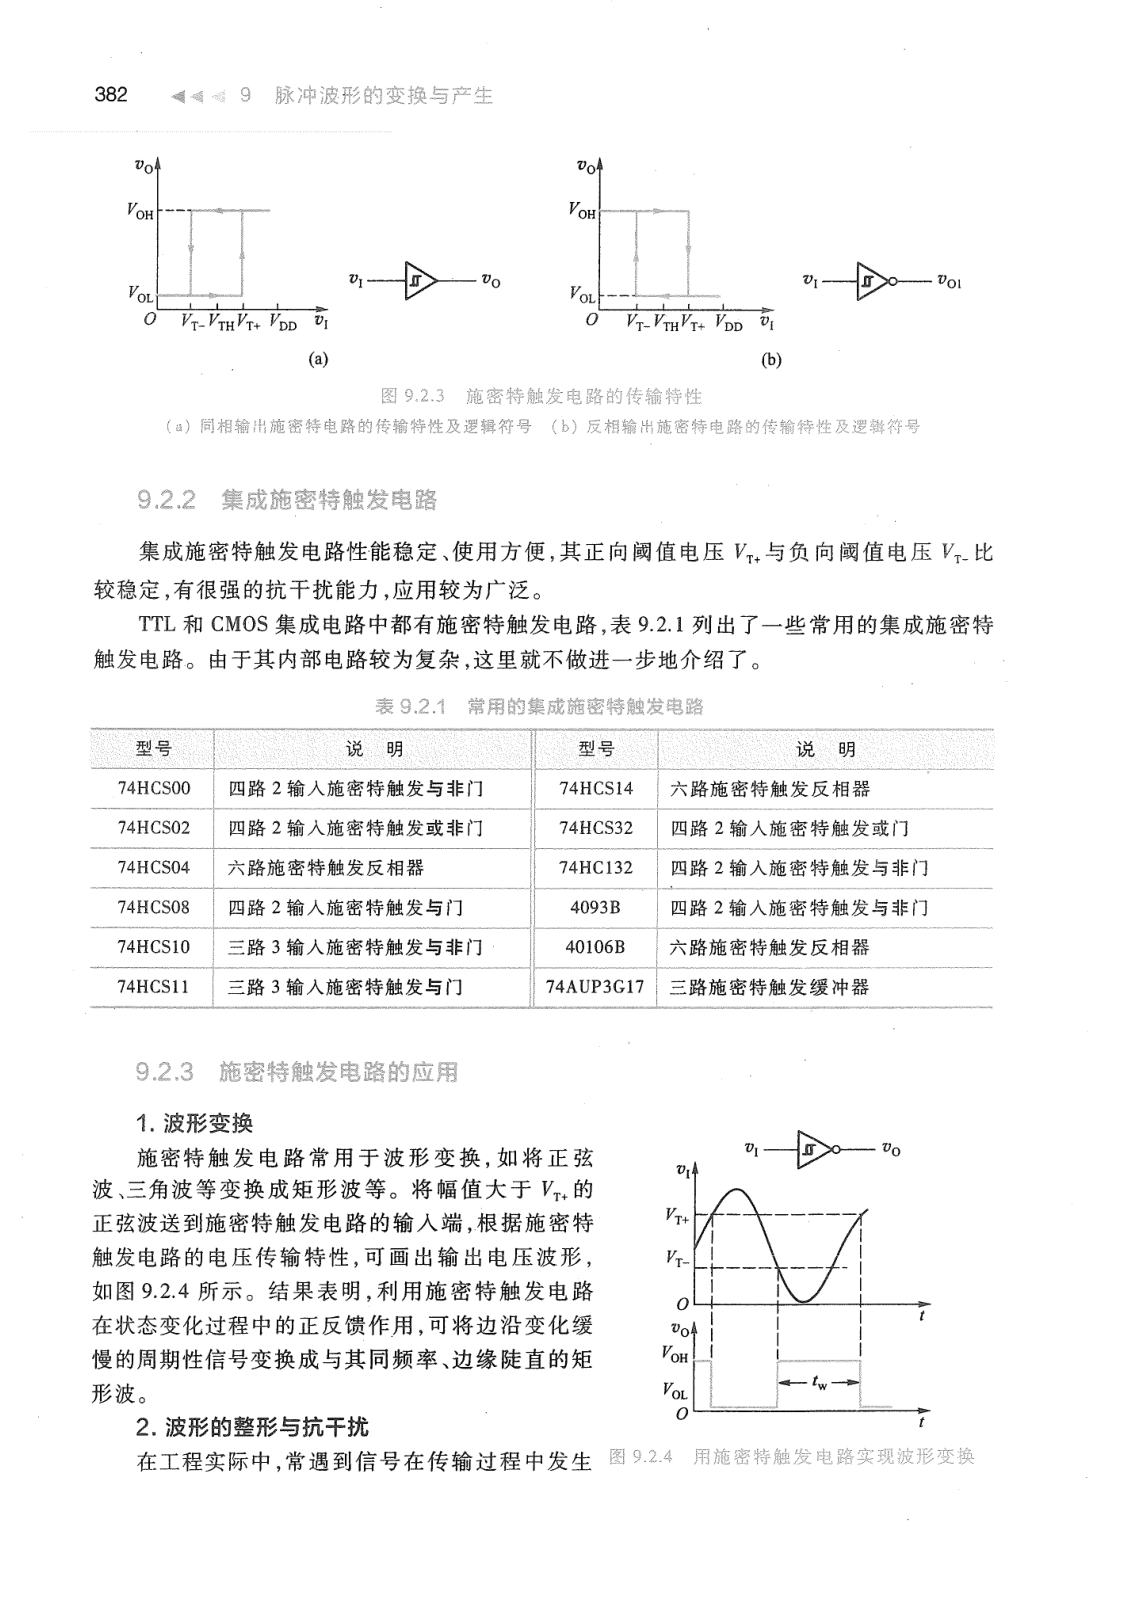 382 9 脉冲波形的变换与产生
vO vO
VOH VOH
vI vO vI vO1
VOL VOL
O VT- VTH VT+ VDD vI O VT- VTH VT+ VDD vI
(a) (b)
图 9.2.3 施密特触发电路的传输特性
(a) 同相输出施密特电路的传输特性及逻辑符号 (b) 反相输出施密特电路的传输特性及逻辑符号
9.2.2 集成施密特触发电路
集成施密特触发电路性能稳定、使用方便,其正向阈值电压 VT+与负向阈值电压 VT-比
较稳定,有很强的抗干扰能力,应用较为广泛。
TTL 和 CMOS 集成电路中都有施密特触发电路,表 9.2.1 列出了一些常用的集成施密特
触发电路。由于其内部电路较为复杂,这里就不做进一步地介绍了。
表 9.2.1 常用的集成施密特触发电路
型号 说 明 型号 说 明
74HCS00 四路 2 输入施密特触发与非门 74HCS14 六路施密特触发反相器
74HCS02 四路 2 输入施密特触发或非门 74HCS32 四路 2 输入施密特触发或门
74HCS04 六路施密特触发反相器 74HC132 四路 2 输入施密特触发与非门
74HCS08 四路 2 输入施密特触发与门 4093B 四路 2 输入施密特触发与非门
74HCS10 三路 3 输入施密特触发与非门 40106B 六路施密特触发反相器
74HCS11 三路 3 输入施密特触发与门 74AUP3G17 三路施密特触发缓冲器
9.2.3 施密特触发电路的应用
1. 波形变换
施密特触发电路常用于波形变换,如将正弦
波、三角波等变换成矩形波等。将幅值大于 VT+的
正弦波送到施密特触发电路的输入端,根据施密特
触发电路的电压传输特性,可画出输出电压波形,
如图 9.2.4 所示。结果表明,利用施密特触发电路
在状态变化过程中的正反馈作用,可将边沿变化缓
慢的周期性信号变换成与其同频率、边缘陡直的矩
形波。
2. 波形的整形与抗干扰
在工程实际中,常遇到信号在传输过程中发生
vI vO
vI
VT+
VT-
O t
vO
VOH
tw
VOL
O t
图 9.2.4 用施密特触发电路实现波形变换